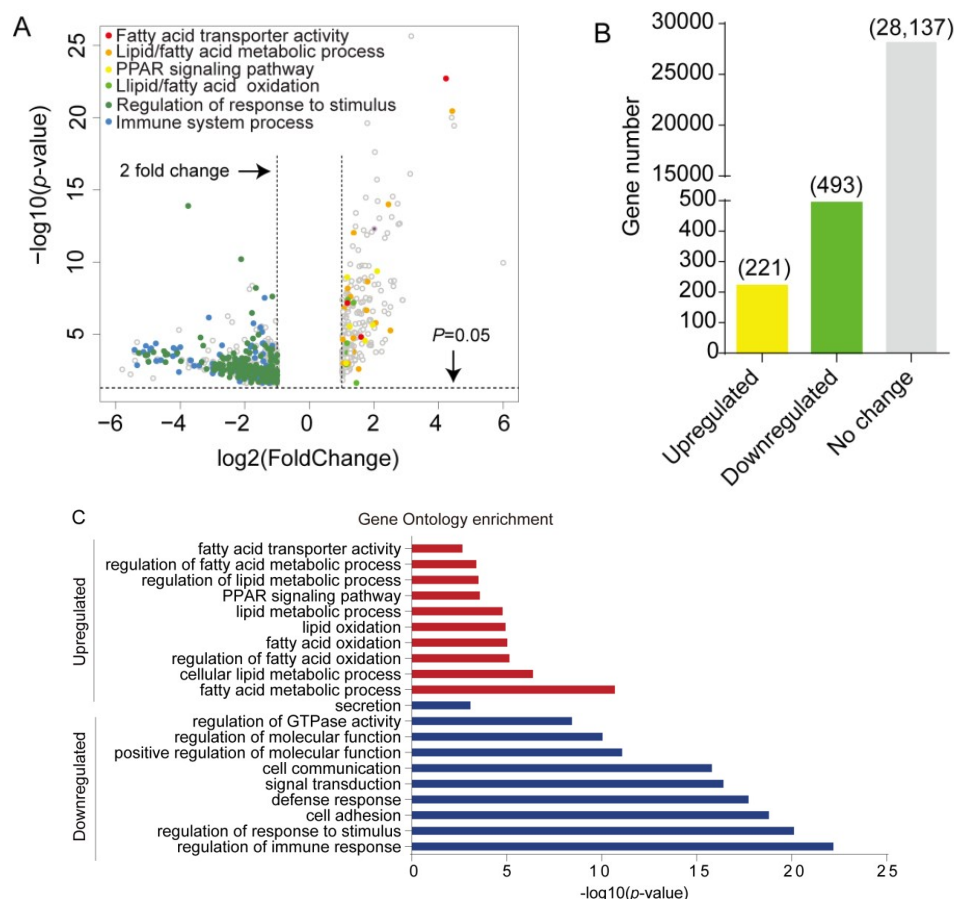 A
Fatty acid transporter activity
Lipid/fatty acid metabolic process
PPAR signaling pathway
Llipid/fatty acid oxidation
Regulation of response to stimulus
Immune system process
2 fold change
P=0.05
−log10(p-value)
25
20
15
10
5
−6
−4
−2
0
2
4
6
log2(FoldChange)
B
Gene number
30000
25000
20000
15000
500
400
300
200
100
0
(221)
(493)
(28,137)
Upregulated
Downregulated
No change
C
Gene Ontology enrichment
Upregulated
fatty acid transporter activity
regulation of fatty acid metabolic process
regulation of lipid metabolic process
PPAR signaling pathway
lipid metabolic process
lipid oxidation
fatty acid oxidation
regulation of fatty acid oxidation
cellular lipid metabolic process
fatty acid metabolic process
Downregulated
secretion
regulation of GTPase activity
regulation of molecular function
positive regulation of molecular function
cell communication
signal transduction
defense response
cell adhesion
regulation of response to stimulus
regulation of immune response
0
5
10
15
20
25
-log10(p-value)